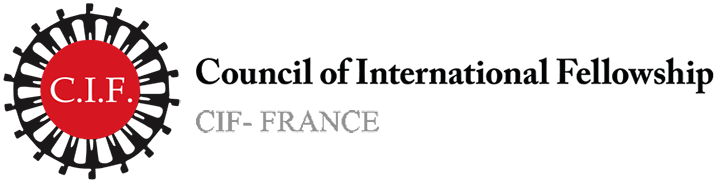 C.I.F.
Council of International Fellowship
CIF- FRANCE